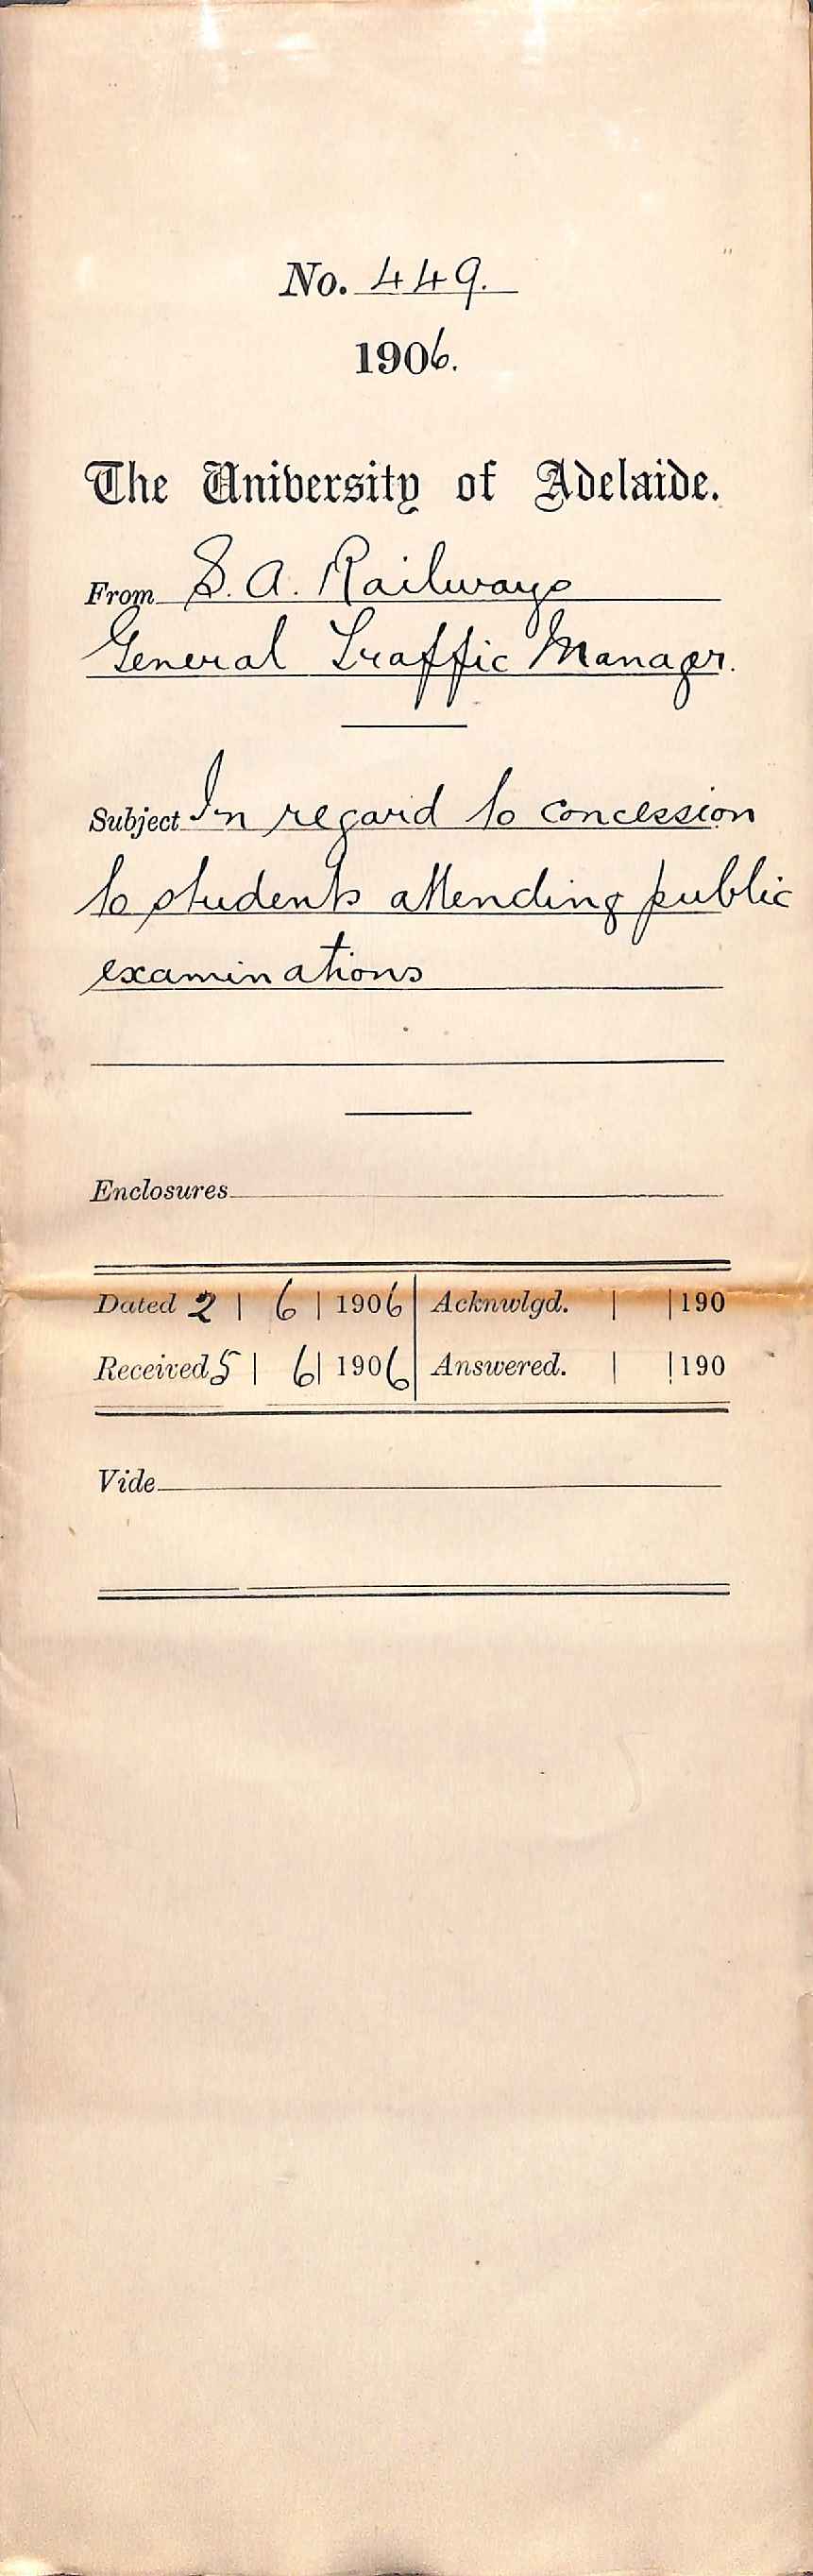 No. 449.
1906.
The University of Adelaide.
From S. A. Railways
General Traffic Manager.
Subject In regard to concession
to students attending public
examinations
Enclosures
Dated 2 | 6 | 1906 | Acknwlgd. | | 190
Received 5 | 6 | 1906 | Answered. | | 190
Vide